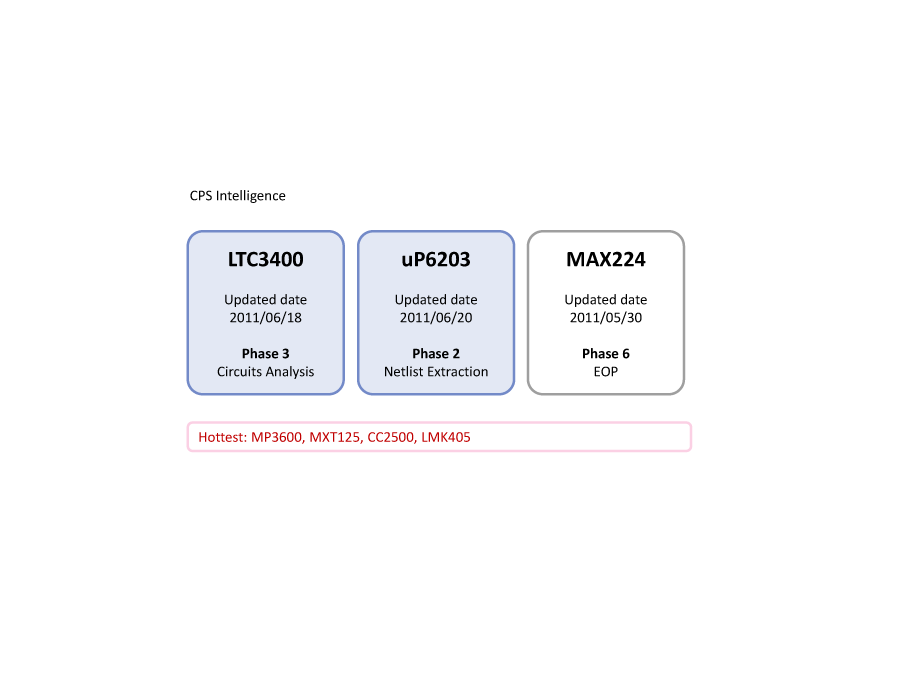 CPS Intelligence
LTC3400
Updated date
2011/06/18
Phase 3
Circuits Analysis
uP6203
Updated date
2011/06/20
Phase 2
Netlist Extraction
MAX224
Updated date
2011/05/30
Phase 6
EOP
Hottest: MP3600, MXT125, CC2500, LMK405